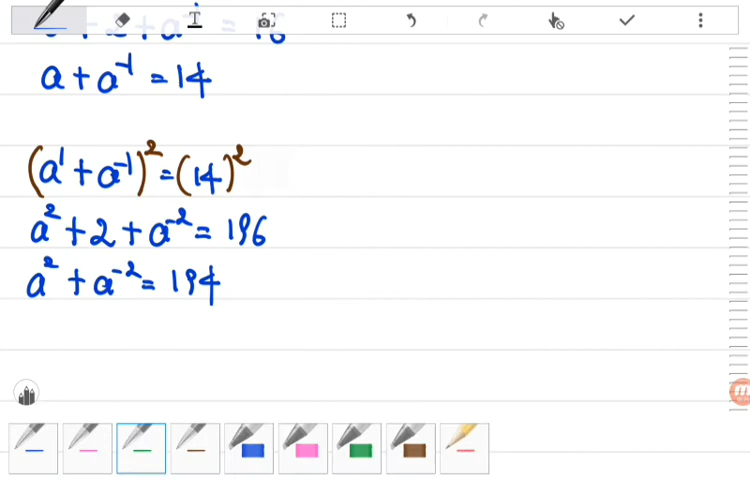 a + a⁻¹ = 14
(a¹ + a⁻¹)² = (14)²
a² + 2 + a⁻² = 196
a² + a⁻² = 194